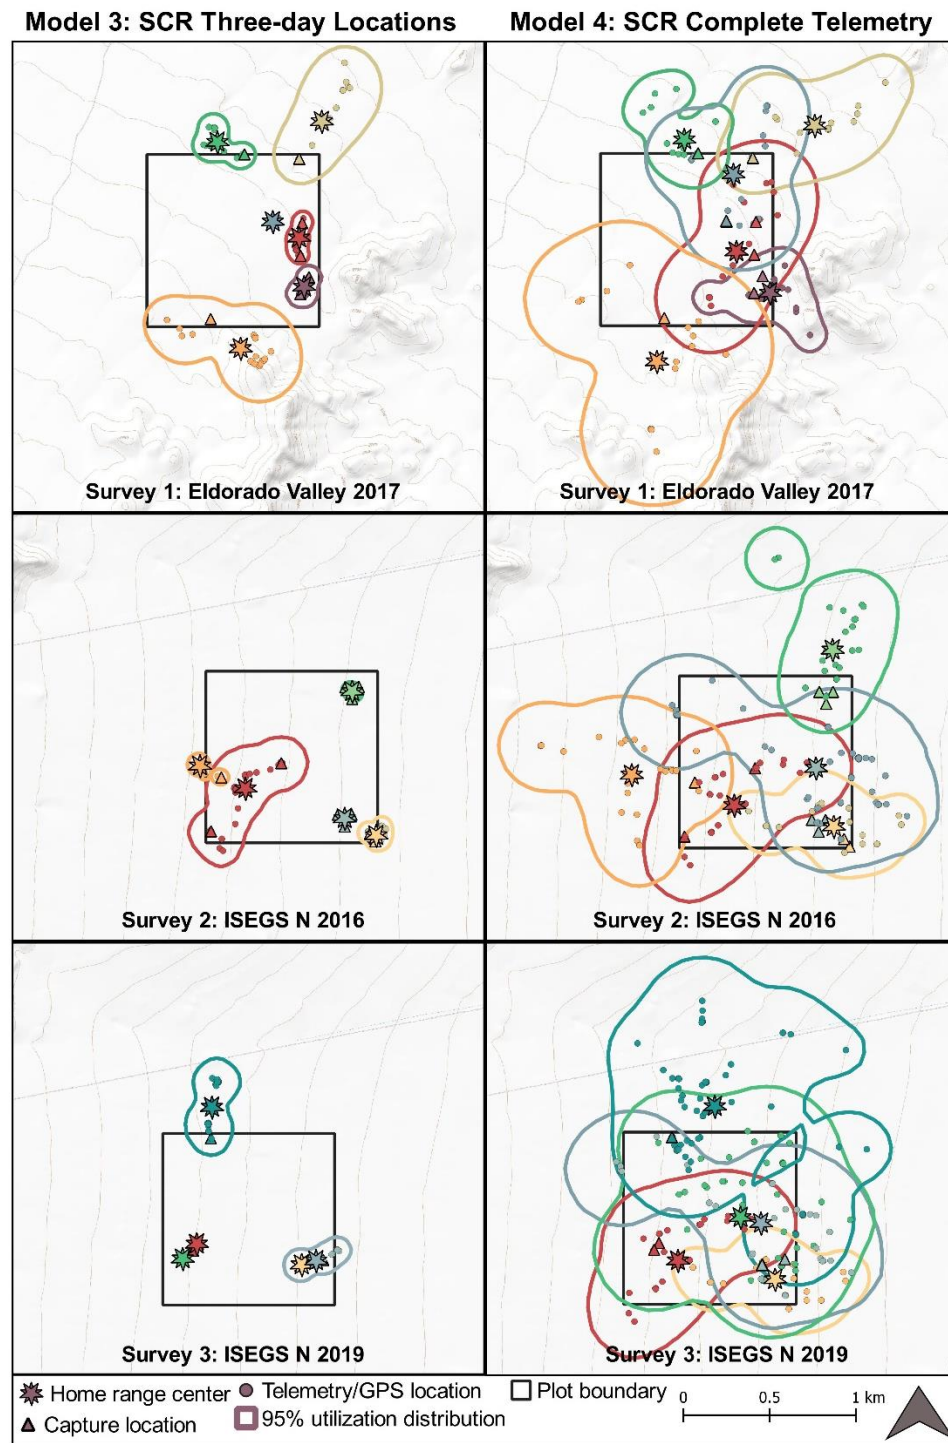 Model 3: SCR Three-day Locations
Model 4: SCR Complete Telemetry
Survey 1: Eldorado Valley 2017
Survey 1: Eldorado Valley 2017
Survey 2: ISEGS N 2016
Survey 2: ISEGS N 2016
Survey 3: ISEGS N 2019
Survey 3: ISEGS N 2019
Home range center
Telemetry/GPS location
Plot boundary
Capture location
95% utilization distribution
0 0.5 1 km